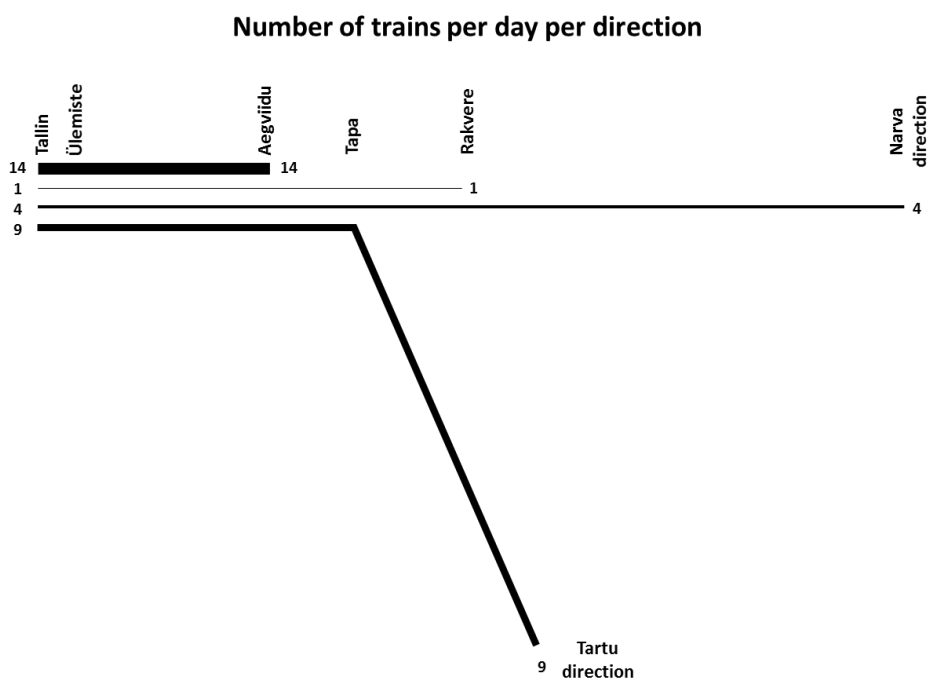 Number of trains per day per direction
Tallin
Ülemiste
Aegviidu
Tapa
Rakvere
Narva
direction
14
14
1
1
4
4
9
9
Tartu
direction